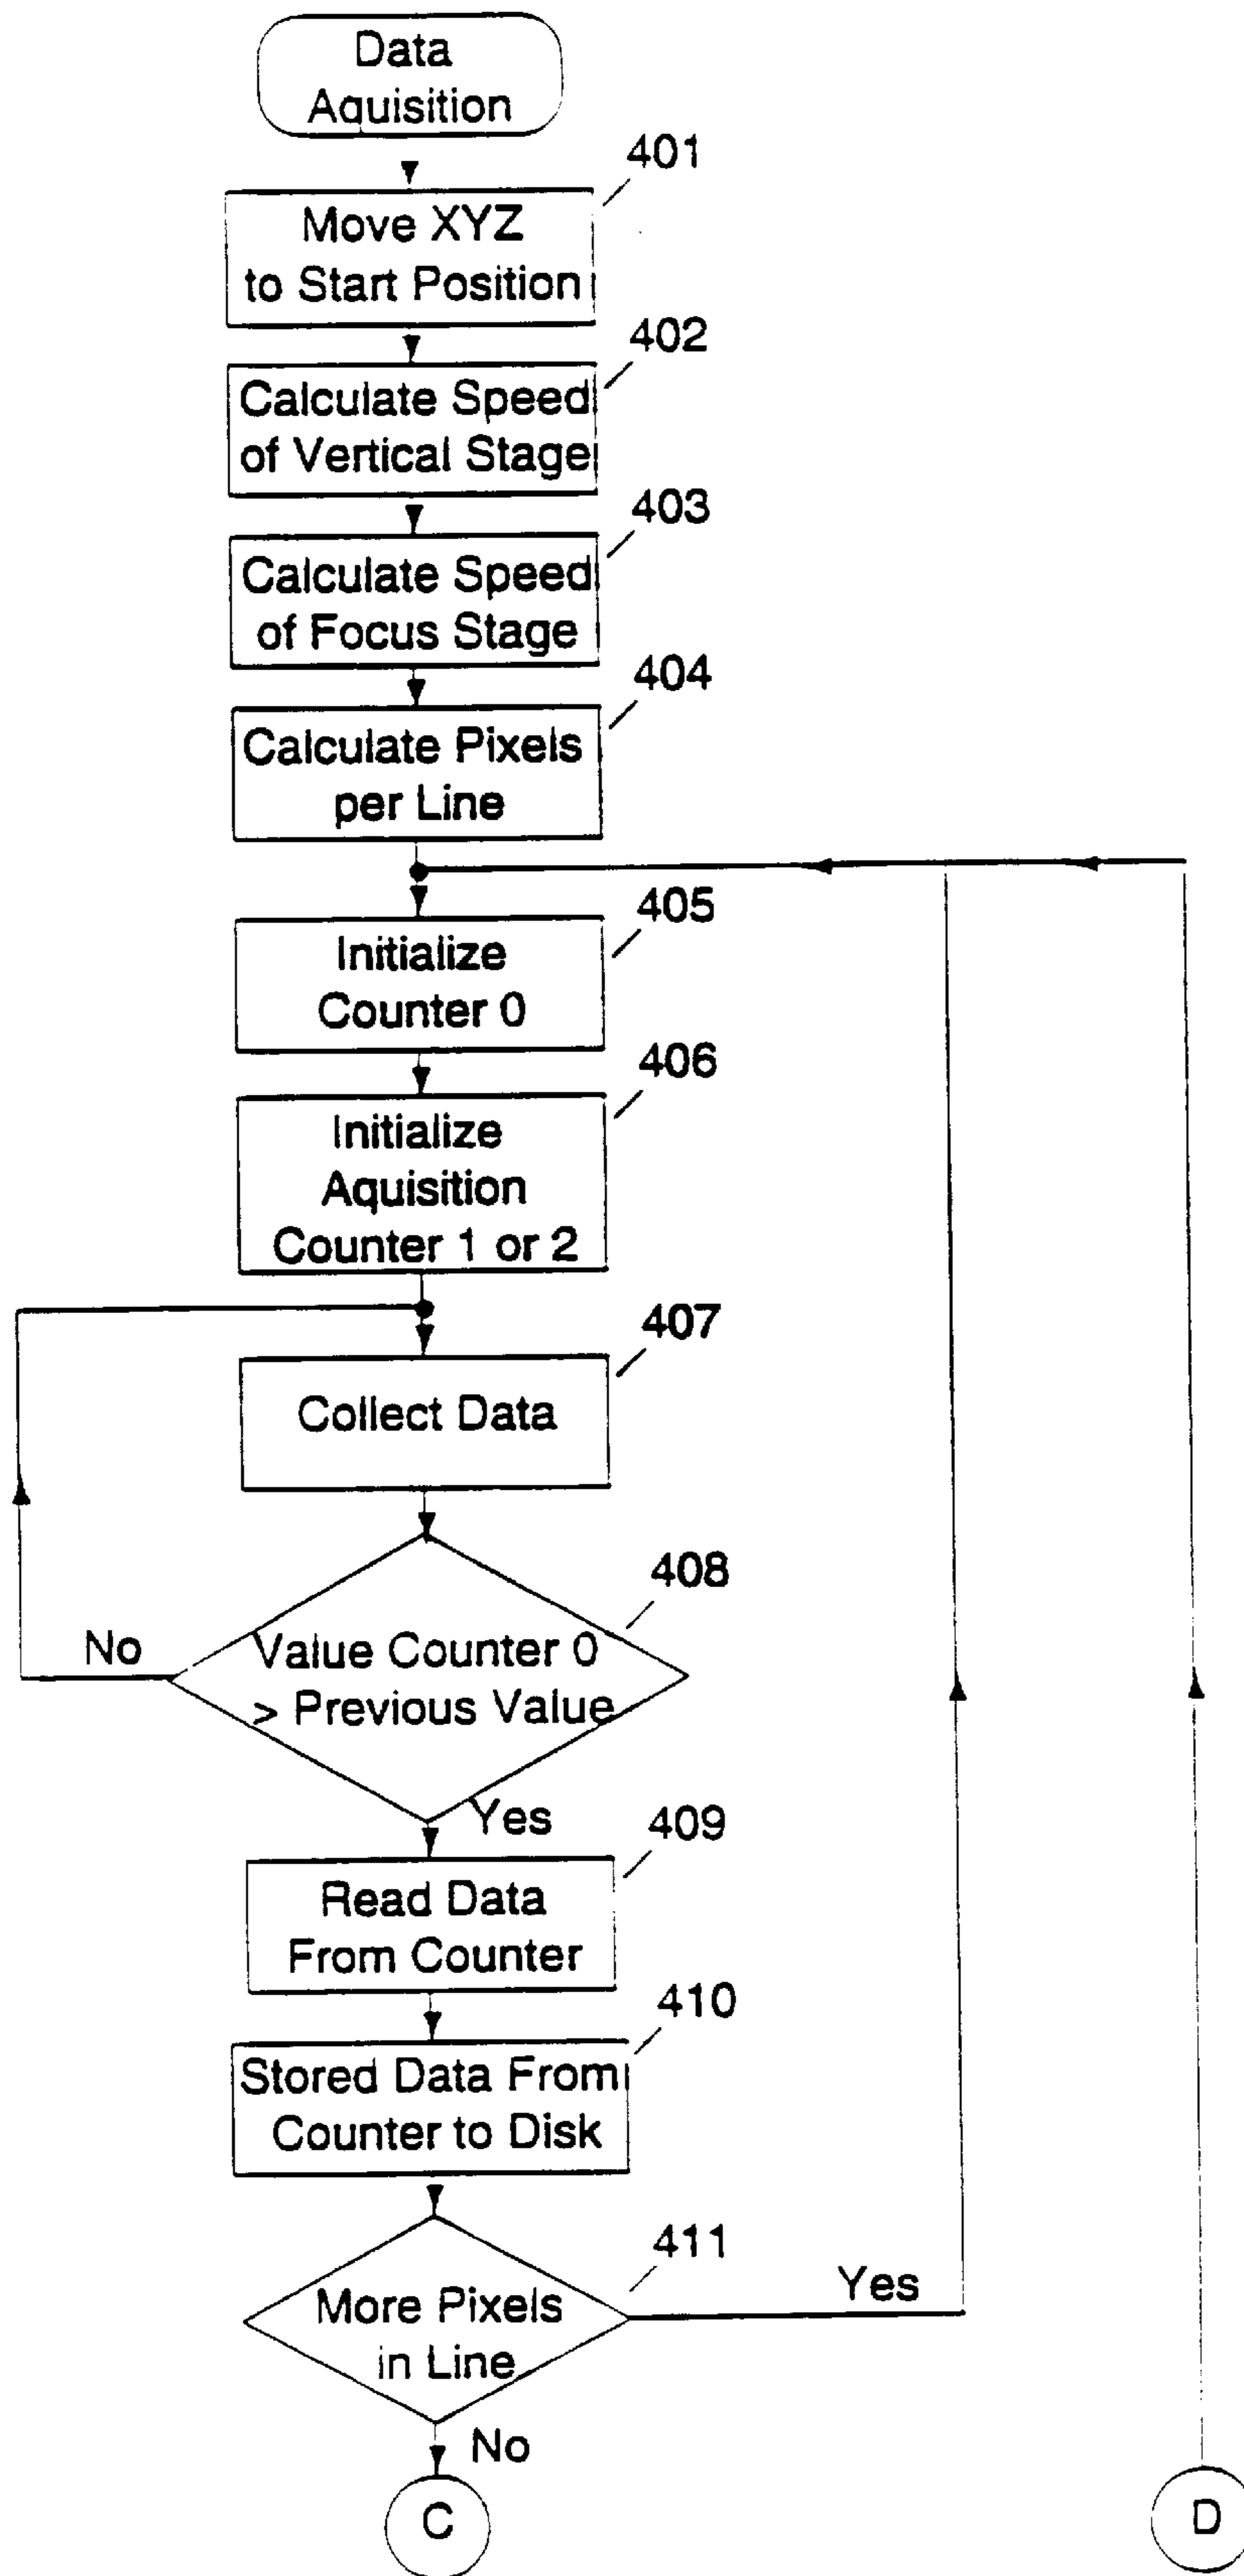 Data
Aquisition
401
Move XYZ
to Start Position
402
Calculate Speed
of Vertical Stage
403
Calculate Speed
of Focus Stage
404
Calculate Pixels
per Line
405
Initialize
Counter 0
406
Initialize
Aquisition
Counter 1 or 2
407
Collect Data
408
No
Value Counter 0
> Previous Value
Yes
409
Read Data
From Counter
410
Stored Data From
Counter to Disk
411
Yes
More Pixels
in Line
No
C
D